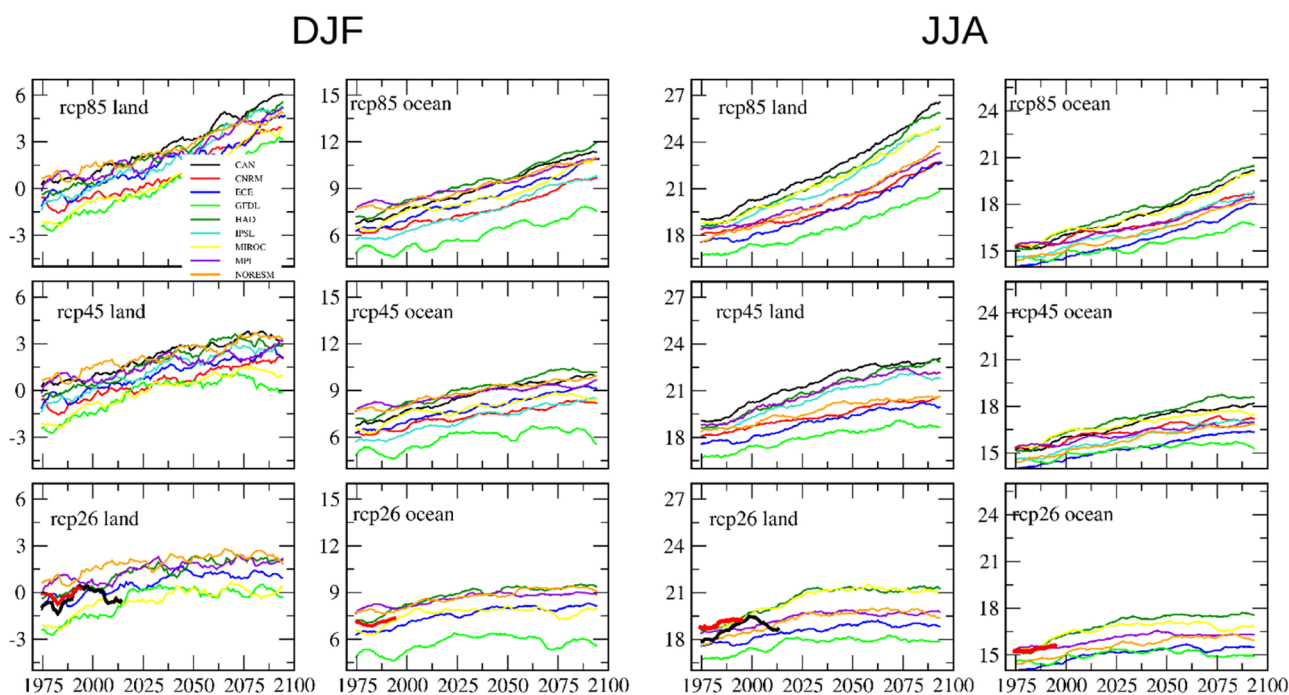 DJF
JJA
6
3
0
-3
rcp85 land
CAN
CNRM
ECE
GFDL
HAD
IPSL
MIROC
MPI
NORESM
15
12
9
6
rcp85 ocean
27
24
21
18
rcp85 land
24
21
18
15
rcp85 ocean
6
3
0
-3
rcp45 land
15
12
9
6
rcp45 ocean
27
24
21
18
rcp45 land
24
21
18
15
rcp45 ocean
6
3
0
-3
rcp26 land
15
12
9
6
rcp26 ocean
27
24
21
18
rcp26 land
24
21
18
15
rcp26 ocean
1975 2000 2025 2050 2075 2100
1975 2000 2025 2050 2075 2100
1975 2000 2025 2050 2075 2100
1975 2000 2025 2050 2075 2100